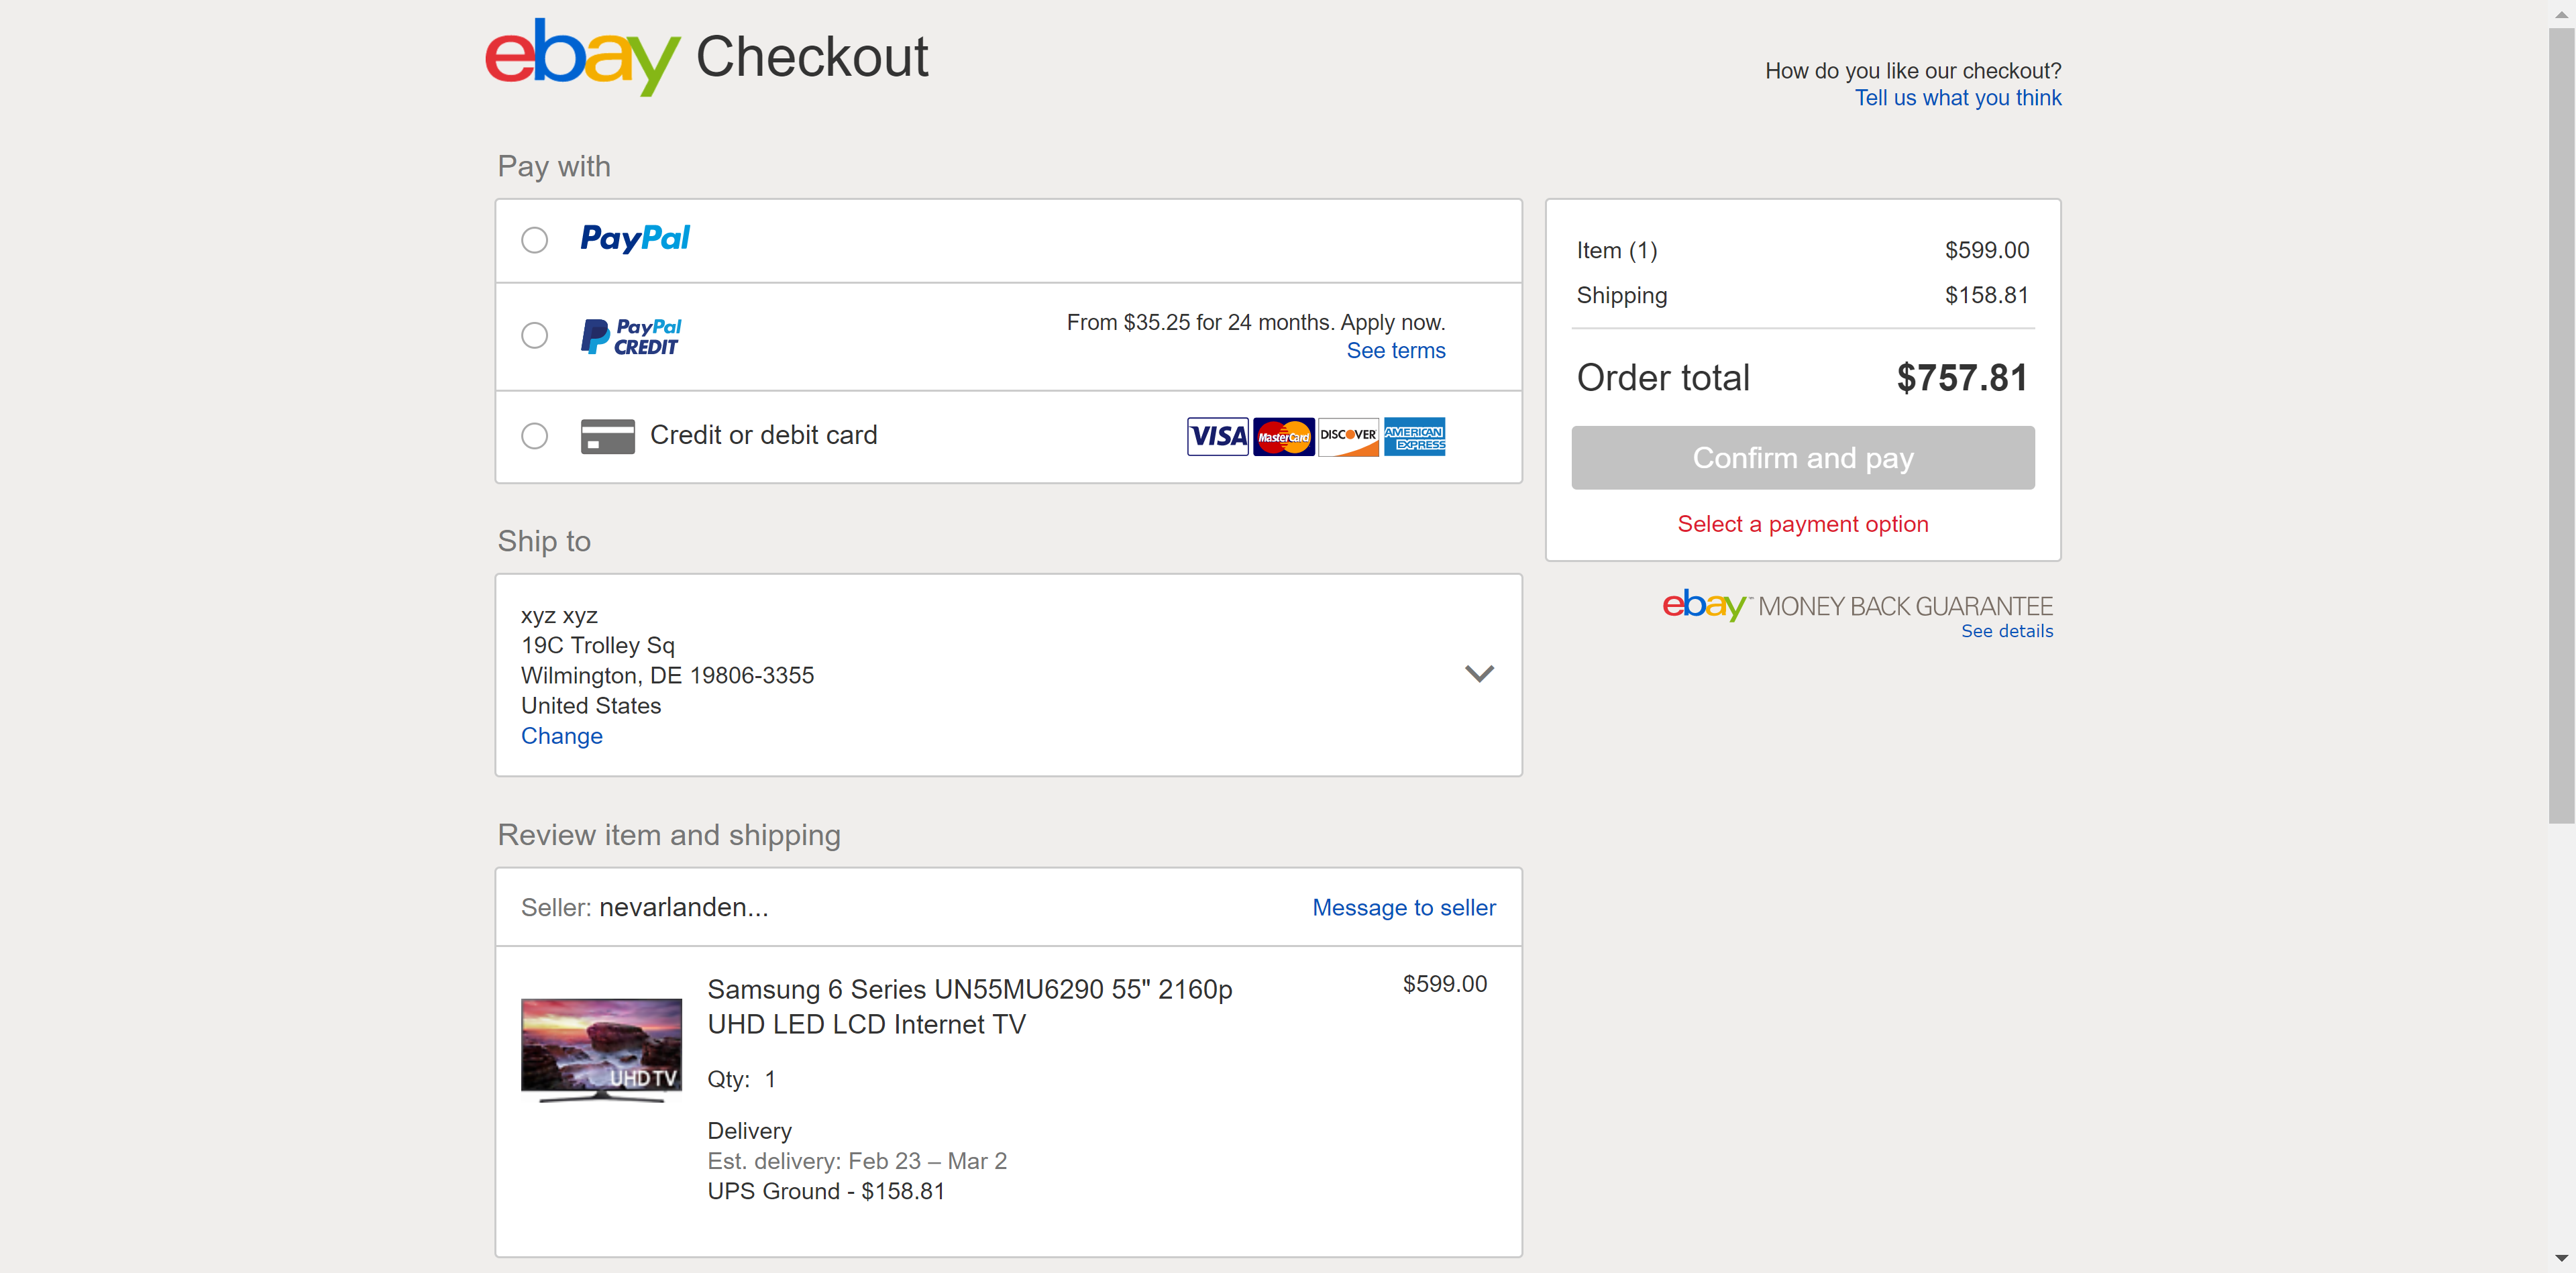 ebay Checkout
How do you like our checkout?
Tell us what you think
Pay with
PayPal
PayPal
CREDIT
From $35.25 for 24 months. Apply now.
See terms
Credit or debit card
VISA MasterCard DISCOVER AMERICAN EXPRESS
Item (1) $599.00
Shipping $158.81
Order total $757.81
Confirm and pay
Select a payment option
ebay™ MONEY BACK GUARANTEE
See details
Ship to
xyz xyz
19C Trolley Sq
Wilmington, DE 19806-3355
United States
Change
Review item and shipping
Seller: nevarlanden... Message to seller
Samsung 6 Series UN55MU6290 55" 2160p $599.00
UHD LED LCD Internet TV
UHD TV
Qty: 1
Delivery
Est. delivery: Feb 23 – Mar 2
UPS Ground - $158.81